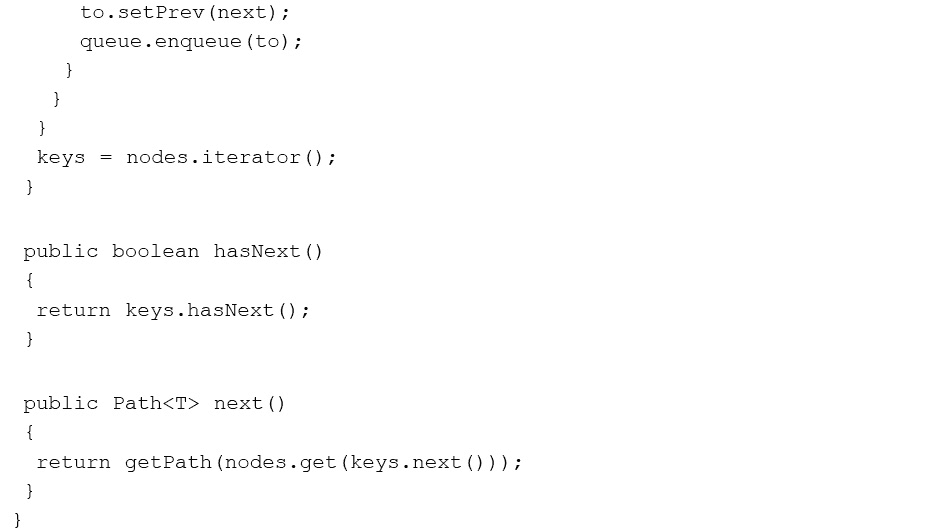 to.setPrev(next);
queue.enqueue(to);
}
}
}
keys = nodes.iterator();
}
public boolean hasNext()
{
return keys.hasNext();
}
public Path<T> next()
{
return getPath(nodes.get(keys.next()));
}
}